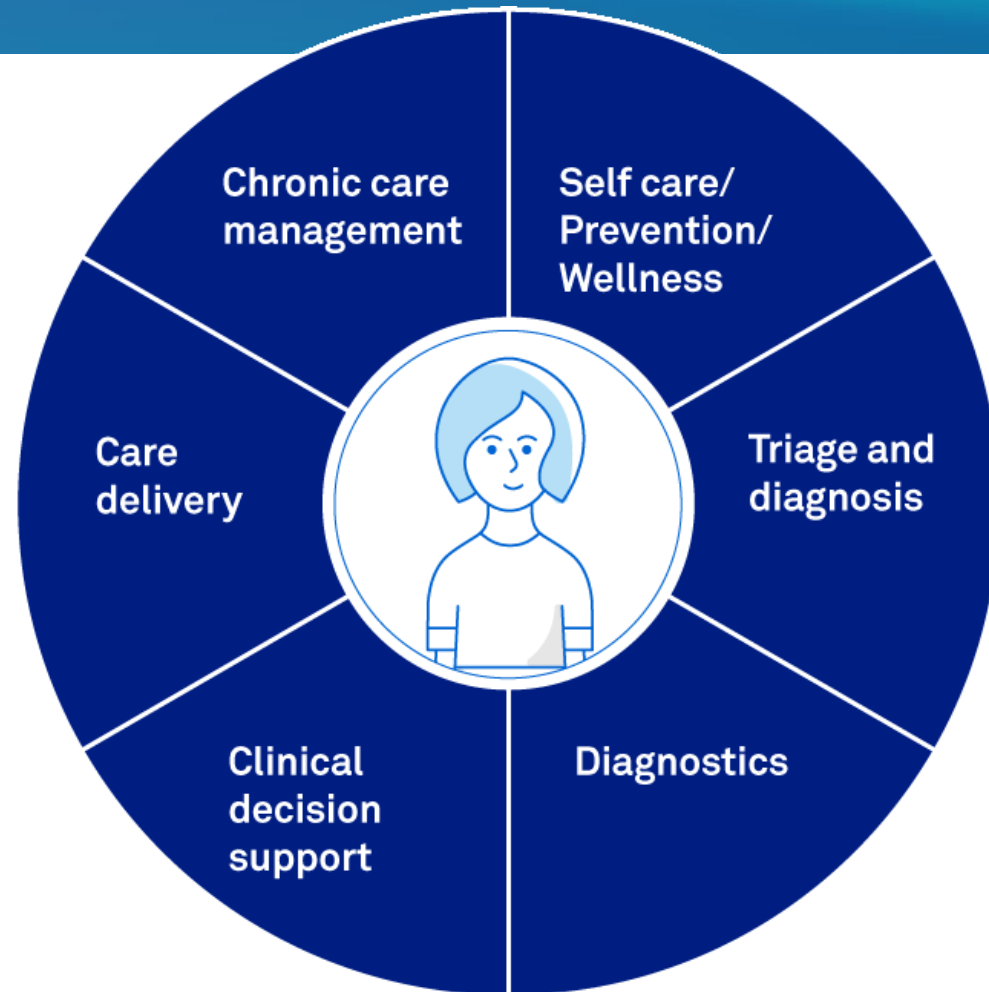 Chronic care
management
Self care/
Prevention/
Wellness
Triage and
diagnosis
Diagnostics
Clinical
decision
support
Care
delivery